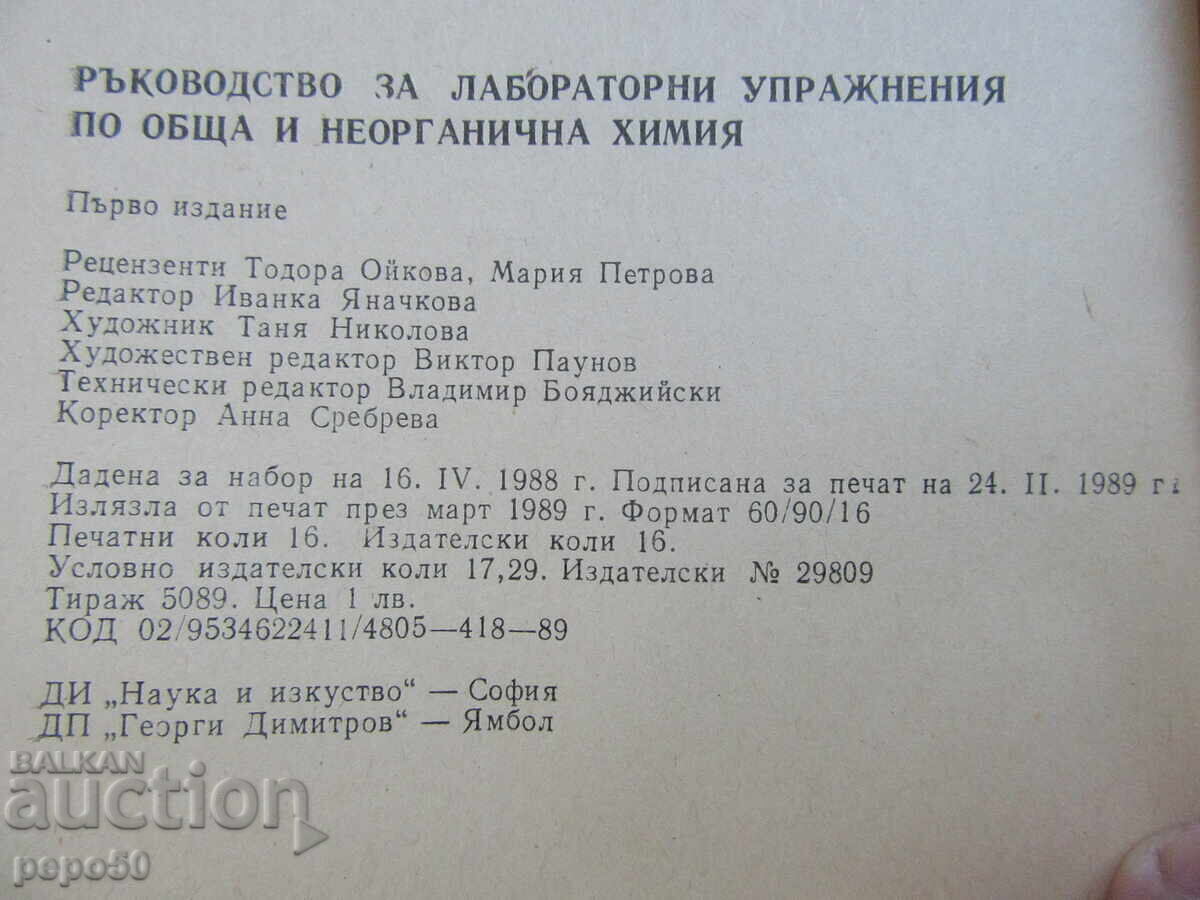 РЪКОВОДСТВО ЗА ЛАБОРАТОРНИ УПРАЖНЕНИЯ
ПО ОБЩА И НЕОРГАНИЧНА ХИМИЯ
Първо издание
Рецензенти Тодора Ойкова, Мария Петрова
Редактор Иванка Яначкова
Художник Таня Николова
Художествен редактор Виктор Паунов
Технически редактор Владимир Бояджийски
Коректор Анна Сребрева
Дадена за набор на 16. IV. 1988 г. Подписана за печат на 24. II. 1989 г.
Излязла от печат през март 1989 г. Формат 60/90/16
Печатни коли 16. Издателски коли 16.
Условно издателски коли 17,29. Издателски № 29809
Тираж 5089. Цена 1 лв.
КОД 02/9534622411/4805—418—89
ДИ „Наука и изкуство“ — София
ДП „Георги Димитров“ — Ямбол
BALKAN
auction
pepo50